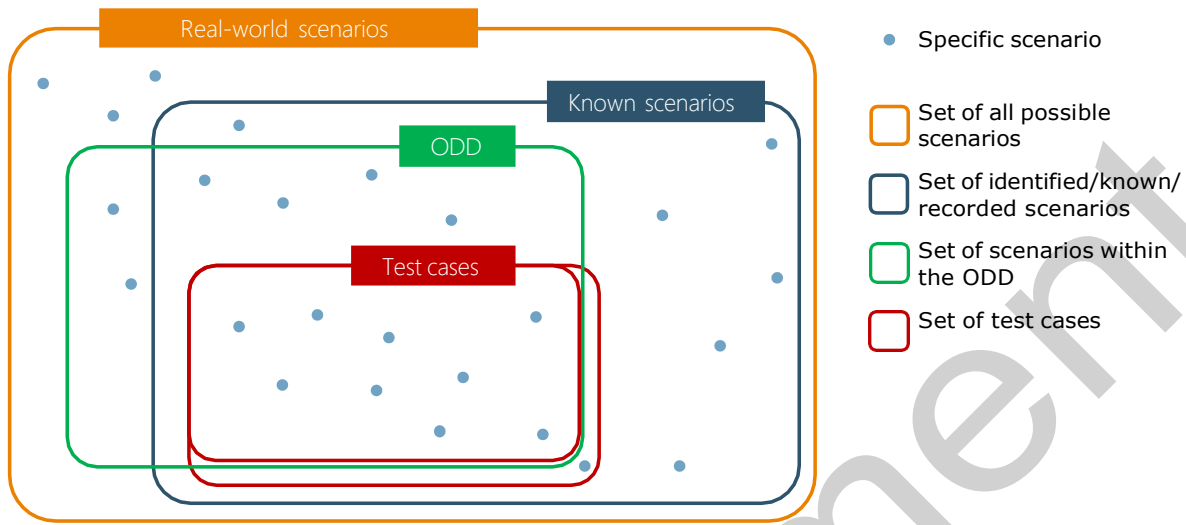 Real-world scenarios
Specific scenario
Known scenarios
Set of all possible
scenarios
ODD
Set of identified/known/
recorded scenarios
Test cases
Set of scenarios within
the ODD
Set of test cases
ment